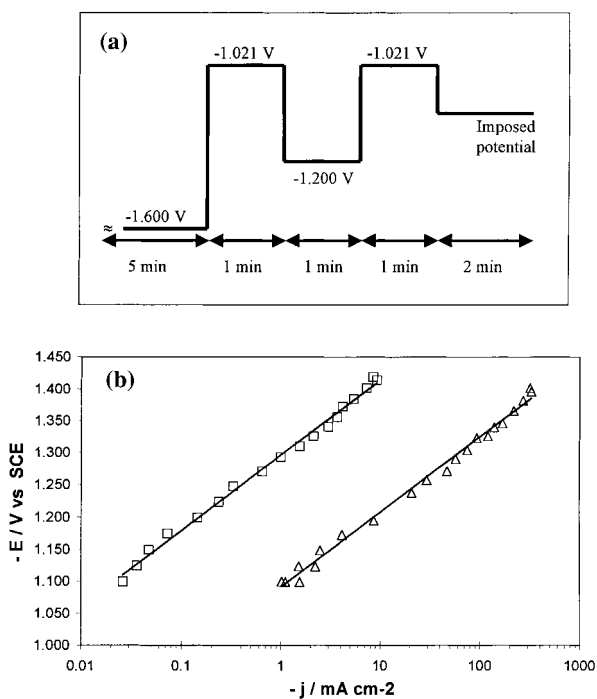 (a)
-1.021 V
-1.021 V
Imposed
potential
-1.200 V
-1.600 V
≈
5 min
1 min
1 min
1 min
2 min
(b)
1.450
1.400
1.350
1.300
1.250
1.200
1.150
1.100
1.050
1.000
- E / V vs SCE
0.01
0.1
1
10
100
1000
- j / mA cm-2